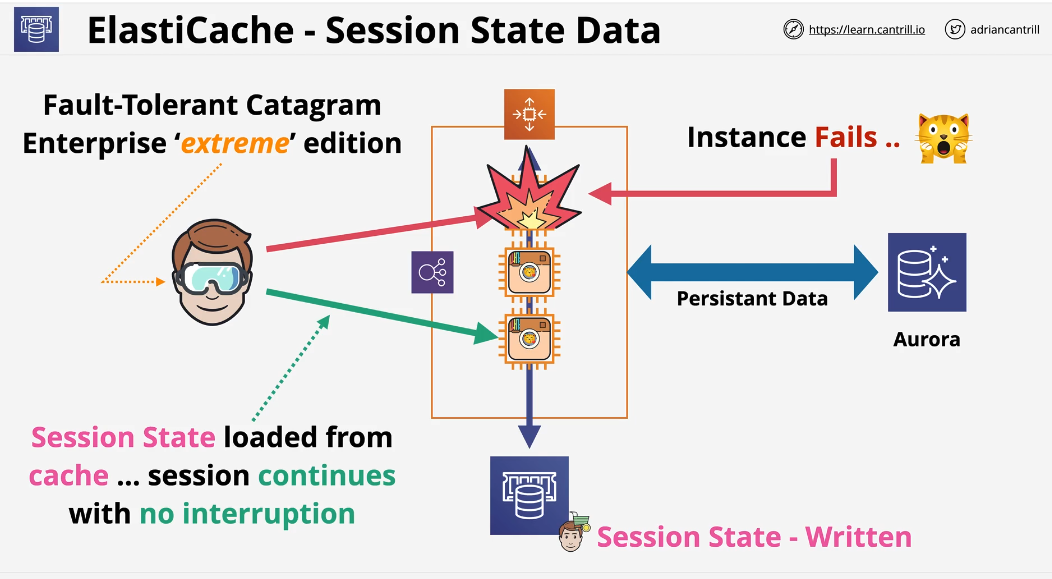 ElastiCache - Session State Data
https://learn.cantrill.io
adriancantrill
Fault-Tolerant Catagram
Enterprise ‘extreme’ edition
Instance Fails ..
Persistant Data
Aurora
Session State loaded from
cache ... session continues
with no interruption
Session State - Written